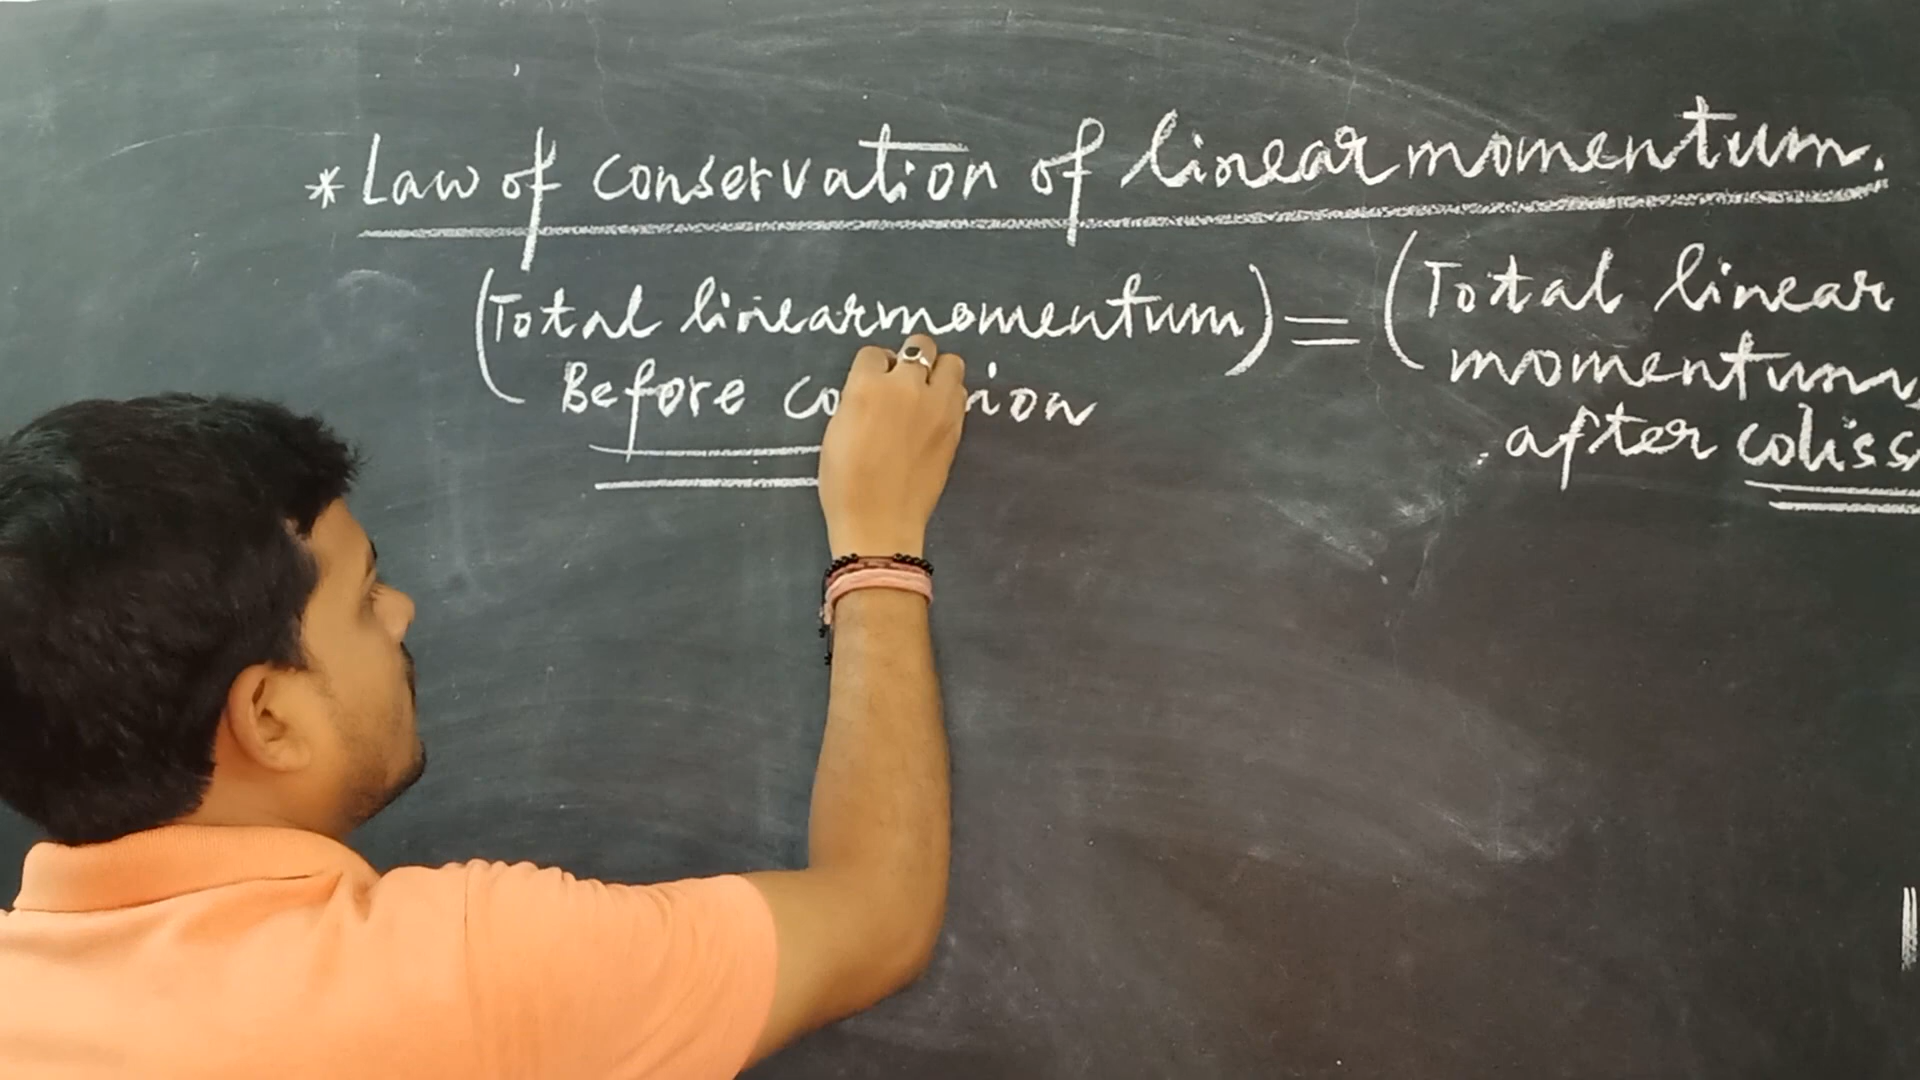 * Law of conservation of linear momentum.
(Total linear momentum) = (Total linear
Before momentum
after